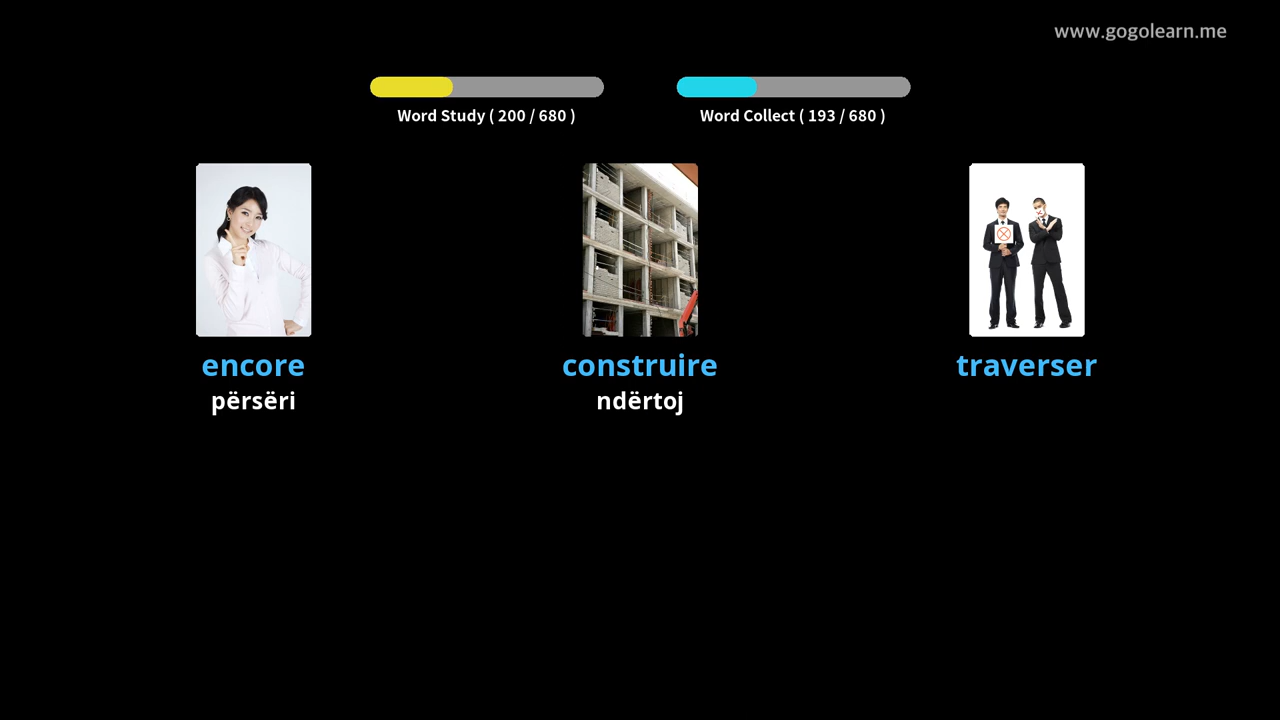 www.gogolearn.me
Word Study ( 200 / 680 )
Word Collect ( 193 / 680 )
encore
përsëri
construire
ndërtoj
traverser